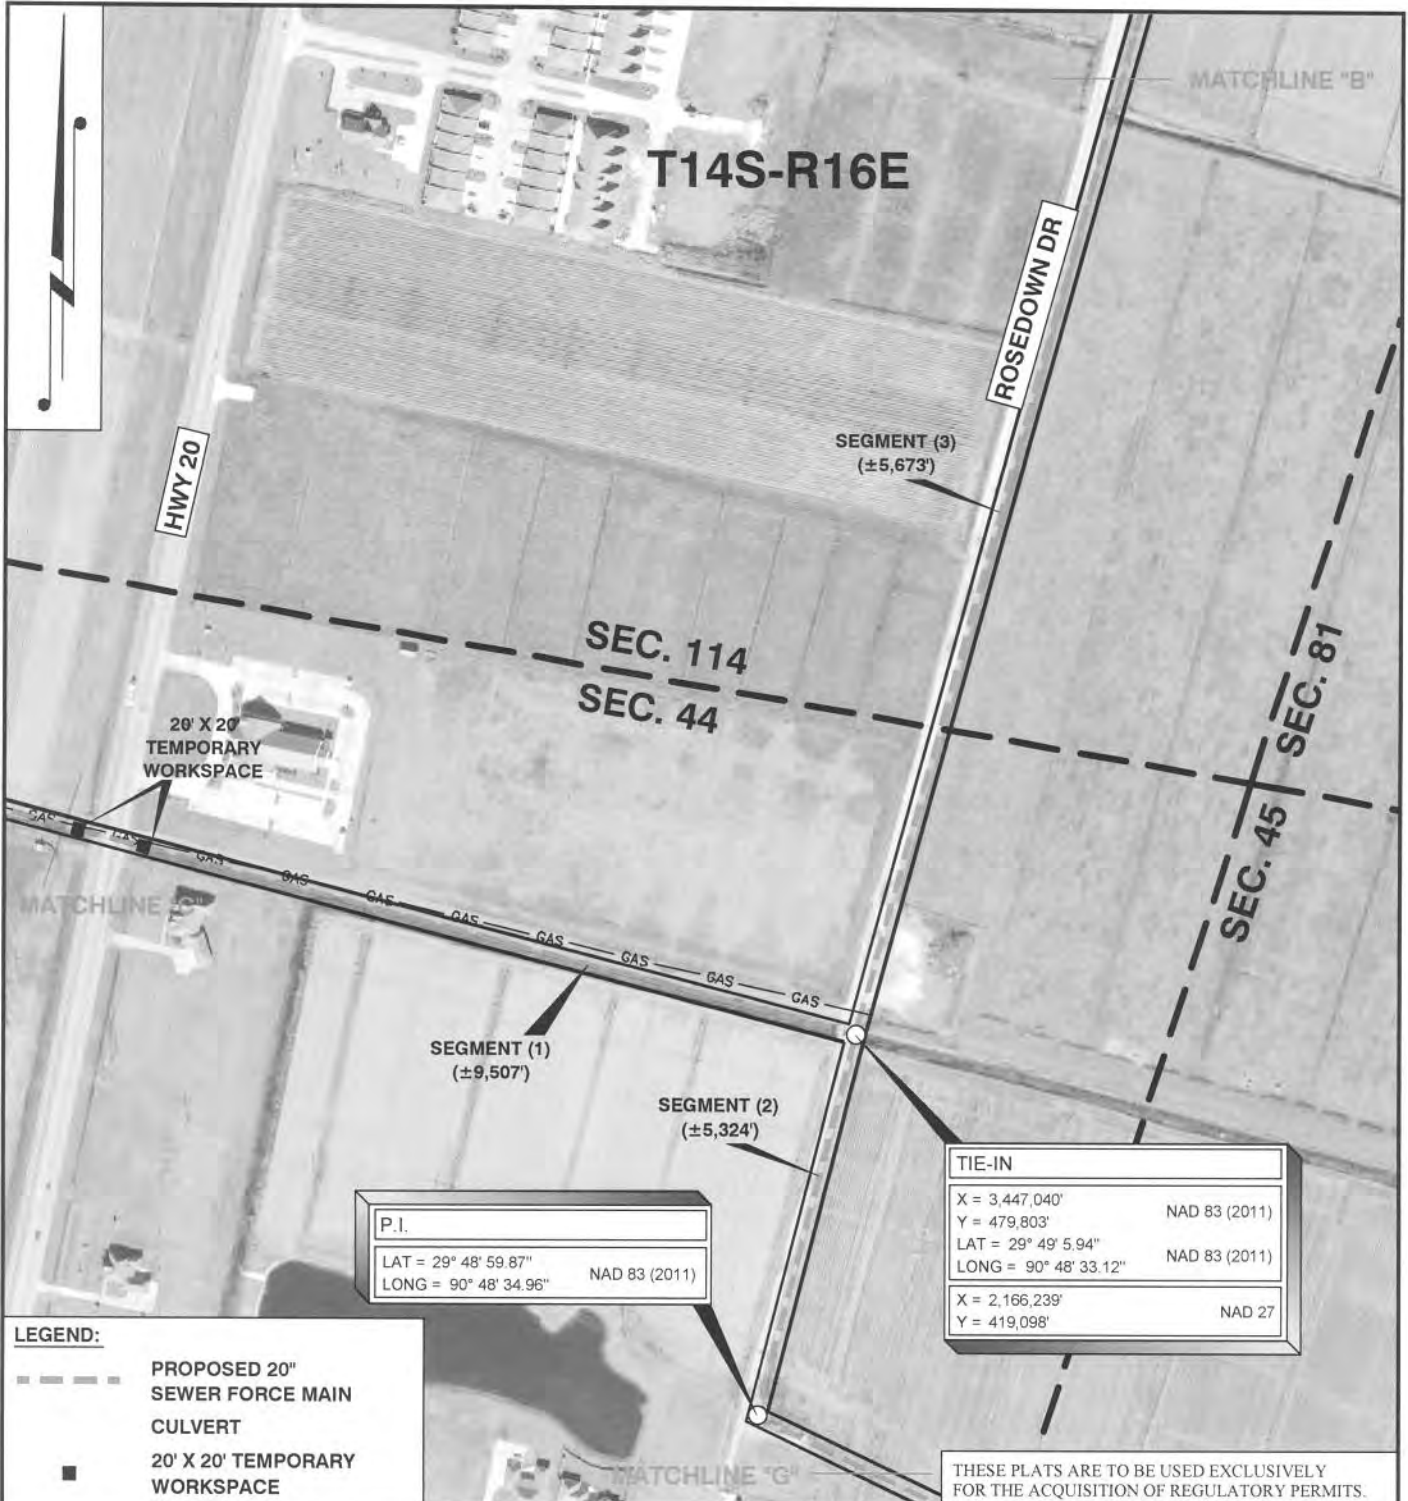 MATCHLINE "B"
T14S-R16E
ROSEDOWN DR
SEGMENT (3)
(±5,673')
HWY 20
SEC. 114
SEC. 44
SEC. 81
SEC. 45
20' X 20'
TEMPORARY
WORKSPACE
GAS
GAS
GAS
GAS
GAS
GAS
GAS
GAS
GAS
GAS
MATCHLINE "C"
SEGMENT (1)
(±9,507')
SEGMENT (2)
(±5,324')
TIE-IN
X = 3,447,040'
Y = 479,803'
NAD 83 (2011)
LAT = 29° 49' 5.94"
LONG = 90° 48' 33.12"
NAD 83 (2011)
X = 2,166,239'
Y = 419,098'
NAD 27
P.I.
LAT = 29° 48' 59.87"
LONG = 90° 48' 34.96"
NAD 83 (2011)
LEGEND:
PROPOSED 20"
SEWER FORCE MAIN
CULVERT
20' X 20' TEMPORARY
WORKSPACE
MATCHLINE "G"
THESE PLATS ARE TO BE USED EXCLUSIVELY
FOR THE ACQUISITION OF REGULATORY PERMITS.